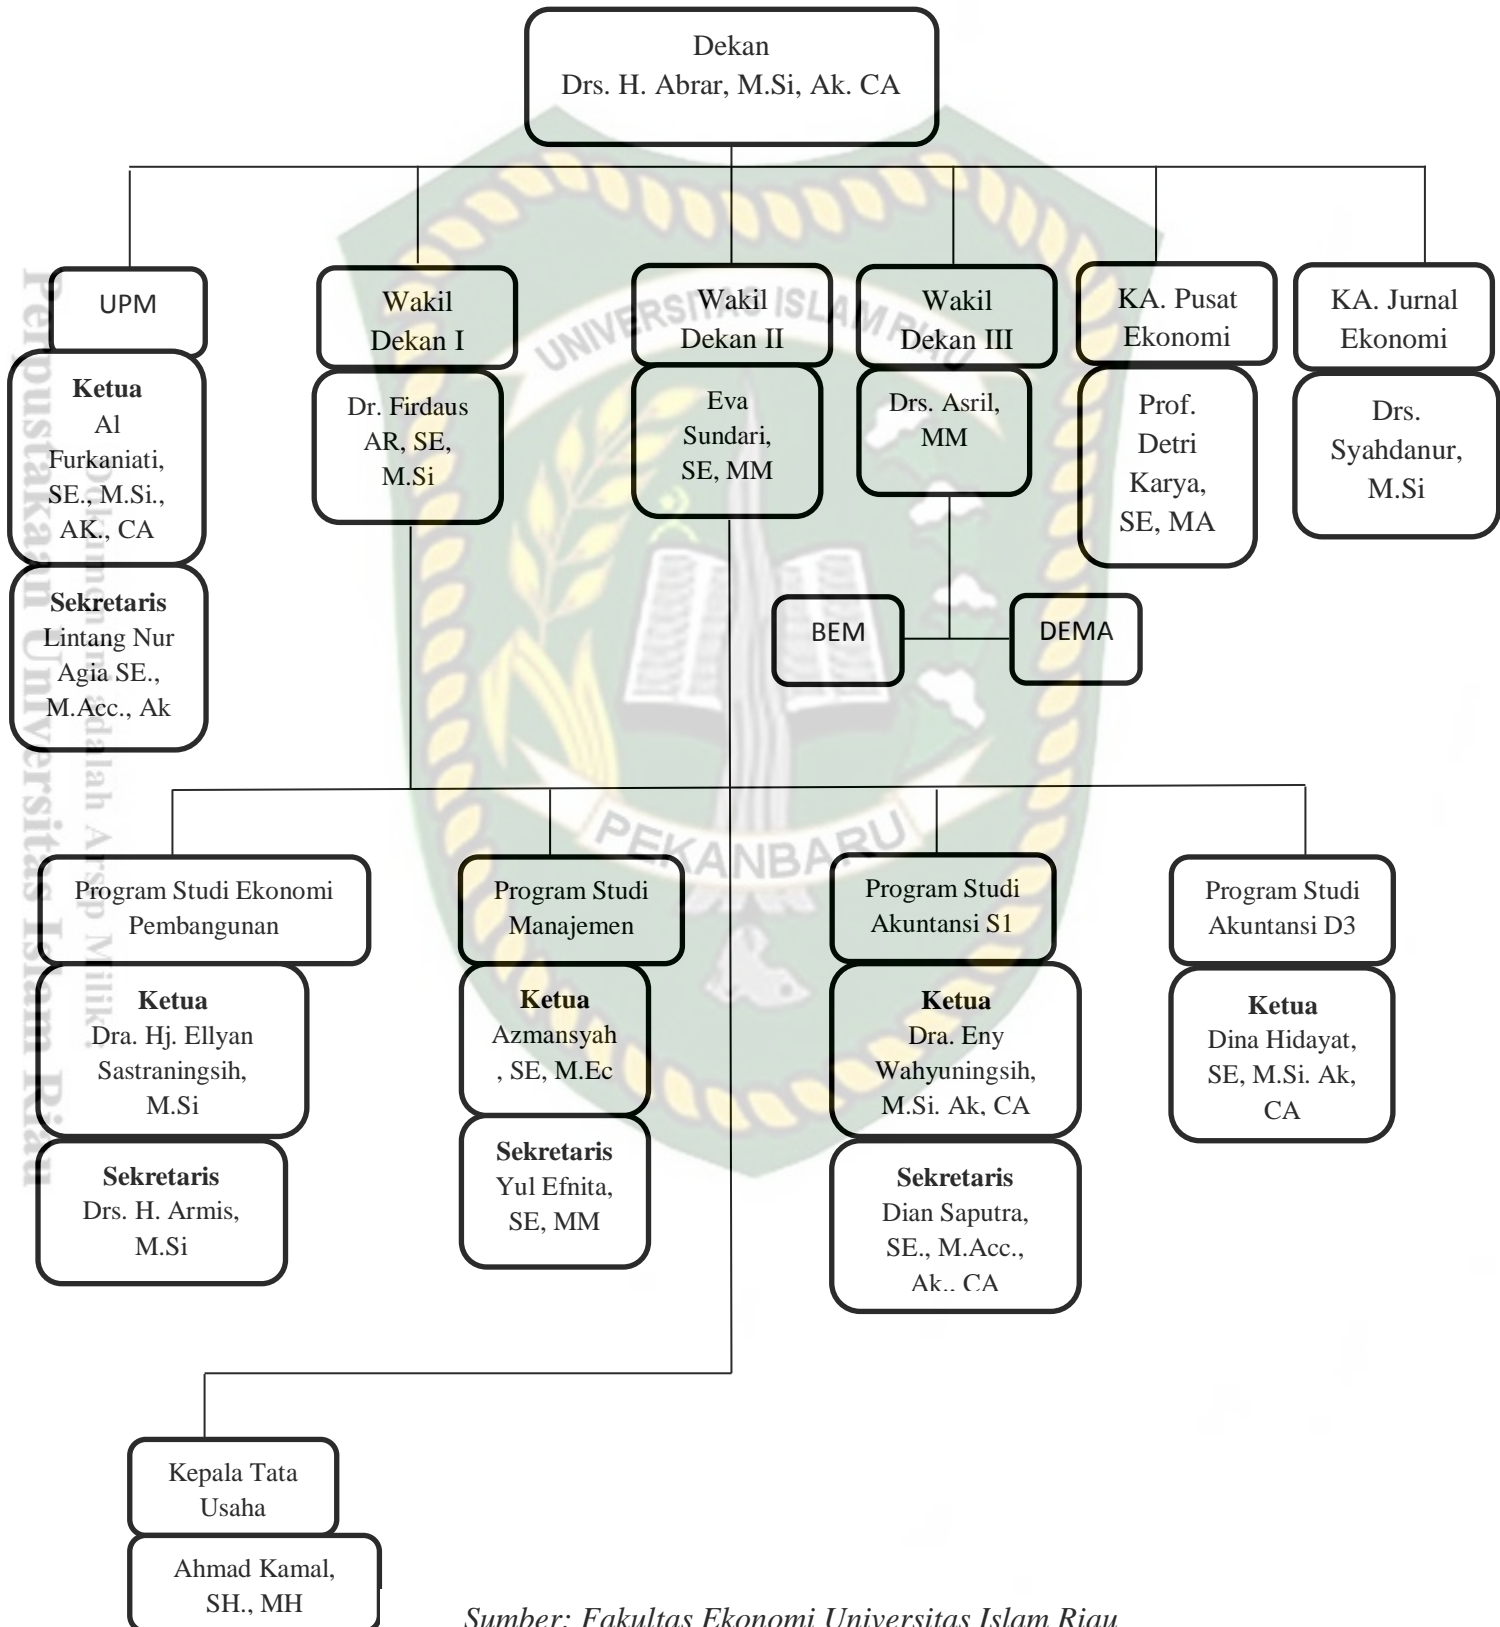 Dekan
Drs. H. Abrar, M.Si, Ak. CA
UPM
Ketua
Al
Furkaniati,
SE., M.Si.,
AK., CA
Sekretaris
Lintang Nur
Agia SE.,
M.Acc., Ak
Wakil
Dekan I
Dr. Firdaus
AR, SE,
M.Si
Wakil
Dekan II
Eva
Sundari,
SE, MM
Wakil
Dekan III
Drs. Asril,
MM
BEM
DEMA
KA. Pusat
Ekonomi
Prof.
Detri
Karya,
SE, MA
KA. Jurnal
Ekonomi
Drs.
Syahdanur,
M.Si
Program Studi Ekonomi
Pembangunan
Ketua
Dra. Hj. Ellyan
Sastraningsih,
M.Si
Sekretaris
Drs. H. Armis,
M.Si
Program Studi
Manajemen
Ketua
Azmansyah
, SE, M.Ec
Sekretaris
Yul Efnita,
SE, MM
Program Studi
Akuntansi S1
Ketua
Dra. Eny
Wahyuningsih,
M.Si. Ak, CA
Sekretaris
Dian Saputra,
SE., M.Acc.,
Ak., CA
Program Studi
Akuntansi D3
Ketua
Dina Hidayat,
SE, M.Si. Ak,
CA
Kepala Tata
Usaha
Ahmad Kamal,
SH., MH
Sumber: Fakultas Ekonomi Universitas Islam Riau
UNIVERSITAS ISLAM RIAU
PEKANBARU
Dokumen ini adalah Arsip Milik :
Perpustakaan Universitas Islam Riau